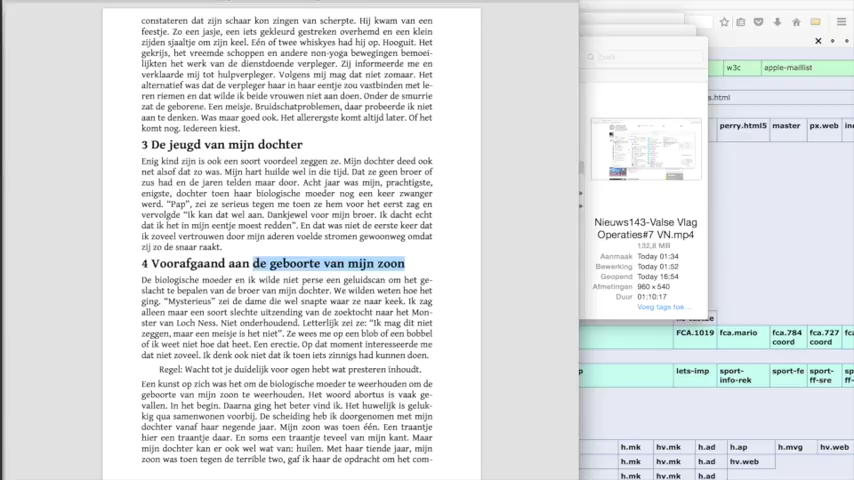 constateren dat zijn schaar kon zingen van scherpte. Hij kwam van een
feestje. Zo een jasje, een iets gekleurd gestreken overhemd en een klein
zijden sjaaltje om zijn keel. Eén of twee whiskyes had hij op. Hooguit. Het
gekrijs, het vreemde schoppen en andere non-yoga bewegingen bemoei-
lijkten het werk van de dienstdoende verpleger. Zij informeerde me en
verklaarde mij tot hulpverpleger. Volgens mij mag dat niet zomaar. Het
alternatief was dat de verpleger haar in haar eentje zou vastbinden met le-
ren riemen en dat wilde ik beide vrouwen niet aan doen. Onder de smurrie
zat de geborene. Een meisje. Bruidschatproblemen, daar probeerde ik niet
aan te denken. Was maar goed ook. Het allerergste komt altijd later. Of het
komt nog. Iedereen kiest.
3 De jeugd van mijn dochter
Enig kind zijn is ook een soort voordeel zeggen ze. Mijn dochter deed ook
net alsof dat zo was. Mijn hart huilde wel in die tijd. Dat ze geen broer of
zus had en de jaren telden maar door. Acht jaar was mijn, prachtigste,
enigste, dochter toen haar biologische moeder nog een keer zwanger
werd. “Pap”, zei ze serieus tegen me toen ze hem voor het eerst zag en
vervolgde “Ik kan dat wel aan. Dankjewel voor mijn broer. Ik dacht echt
dat ik het in mijn eentje moest redden”. En dat was niet de eerste keer dat
ik zoveel vertrouwen door mijn aderen voelde stromen gewoonweg omdat
zij zo de snaar raakt.
4 Voorafgaand aan de geboorte van mijn zoon
De biologische moeder en ik wilde niet perse een geluidscan om het ge-
slacht te bepalen van de broer van mijn dochter. We wilden weten hoe het
ging. “Mysterieus” zei de dame die wel snapte waar ze naar keek. Ik zag
alleen maar een soort slechte uitzending van de zoektocht naar het Mon-
ster van Loch Ness. Niet onderhoudend. Letterlijk zei ze: “Ik mag dit niet
zeggen, maar een meisje is het niet”. Ze wees me op een blob of een bobbel
of ik weet niet hoe dat heet. Een erectie. Op dat moment interesseerde me
dat niet zoveel. Ik denk ook niet dat ik toen iets zinnigs had kunnen doen.
Regel: Wacht tot je duidelijk voor ogen hebt wat presteren inhoudt.
Een kunst op zich was het om de biologische moeder te weerhouden om de
geboorte van mijn zoon te weerhouden. Het woord abortus is vaak ge-
vallen. In het begin. Daarna ging het beter vind ik. Het huwelijk is geluk-
kig qua samenwonen voorbij. De scheiding heb ik doorgenomen met mijn
dochter vanaf haar negende jaar. Mijn zoon was toen één. Een traantje
hier een traantje daar. En soms een traantje teveel van mijn kant. Maar
mijn dochter kan er ook wel wat van: huilen. Met haar tiende jaar, mijn
zoon was toen tegen de terrible two, gaf ik haar de opdracht om het com-
Zoek
Nieuws143-Valse Vlag
Operaties#7 VN.mp4
132,8 MB
Aanmaak Today 01:34
Bewerking Today 01:52
Geopend Today 16:54
Afmetingen 960 x 540
Duur 01:10:17
Voeg tags toe...
w3c apple-maillist
s.html
perry.html5 master px.web
FCA.1019 fca.mario fca.784 coord fca.727 coord
lets-imp sport-info-rek sport-fe sport-ff-sre
h.mk hv.mk h.ad h.ap h.mvg hv.web
h.mk hv.mk h.ad hv.web
h.mk hv.mk h.ad